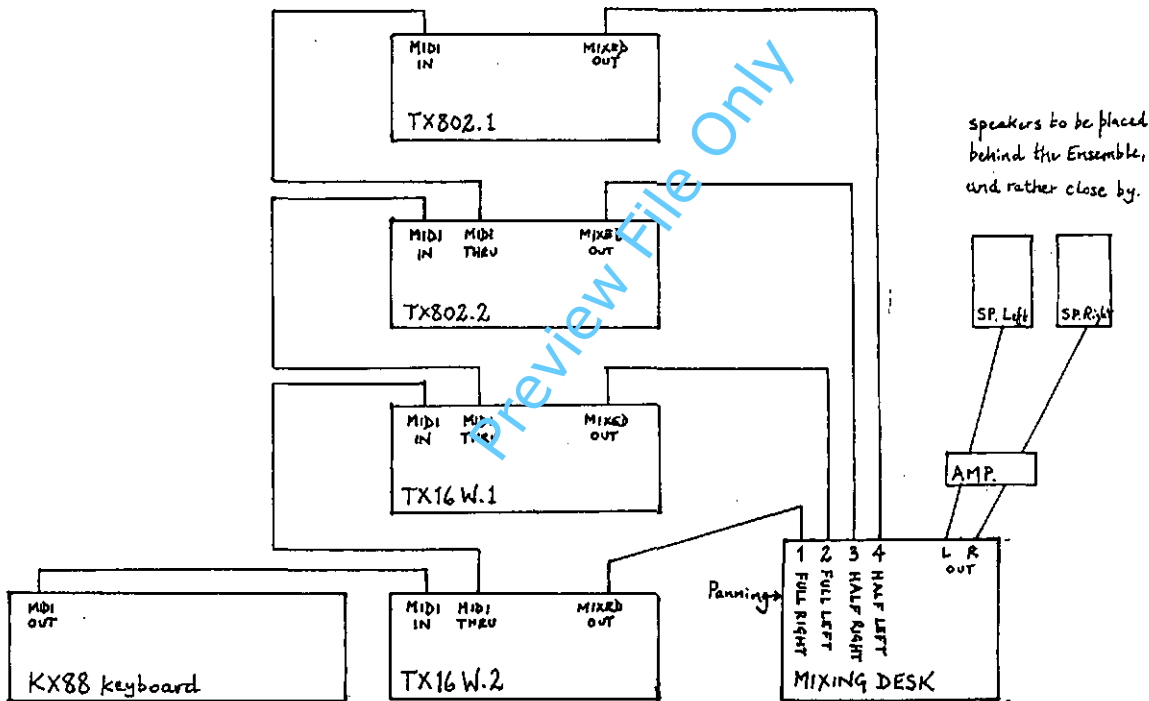 MIDI IN
MIXED OUT
TX802.1
speakers to be placed
behind the Ensemble,
and rather close by.
MIDI IN
MIDI THRU
MIXED OUT
TX802.2
SP. Left
SP. Right
MIDI IN
MIDI THRU
MIXED OUT
TX16W.1
AMP.
Preview File Only
MIDI OUT
KX88 keyboard
MIDI IN
MIDI THRU
MIXED OUT
TX16W.2
Panning
1 FULL RIGHT
2 FULL LEFT
3 HALF RIGHT
4 HALF LEFT
L R
OUT
MIXING DESK